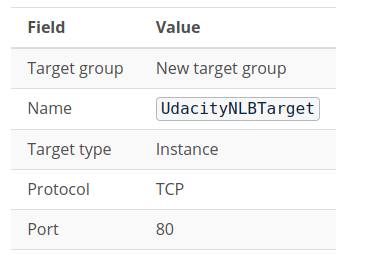 Field Value
Target group New target group
Name UdacityNLBTarget
Target type Instance
Protocol TCP
Port 80